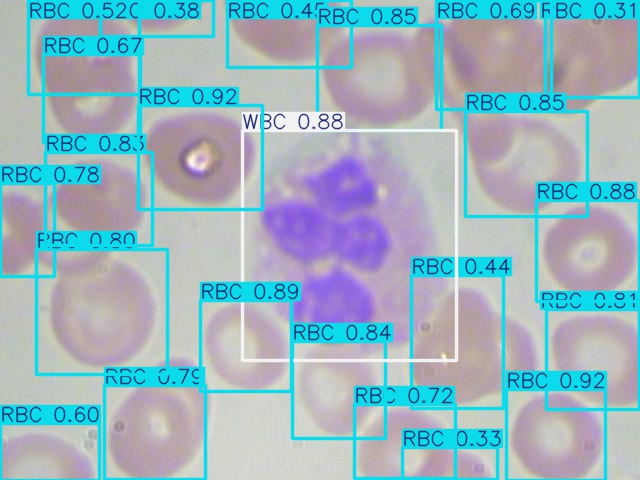 RBC 0.52
0.38
RBC 0.45
RBC 0.85
RBC 0.69
RBC 0.31
RBC 0.67
RBC 0.92
WBC 0.88
RBC 0.85
RBC 0.83
RBC 0.78
RBC 0.88
RBC 0.80
RBC 0.44
RBC 0.89
RBC 0.81
RBC 0.84
RBC 0.79
RBC 0.92
RBC 0.72
RBC 0.60
RBC 0.33